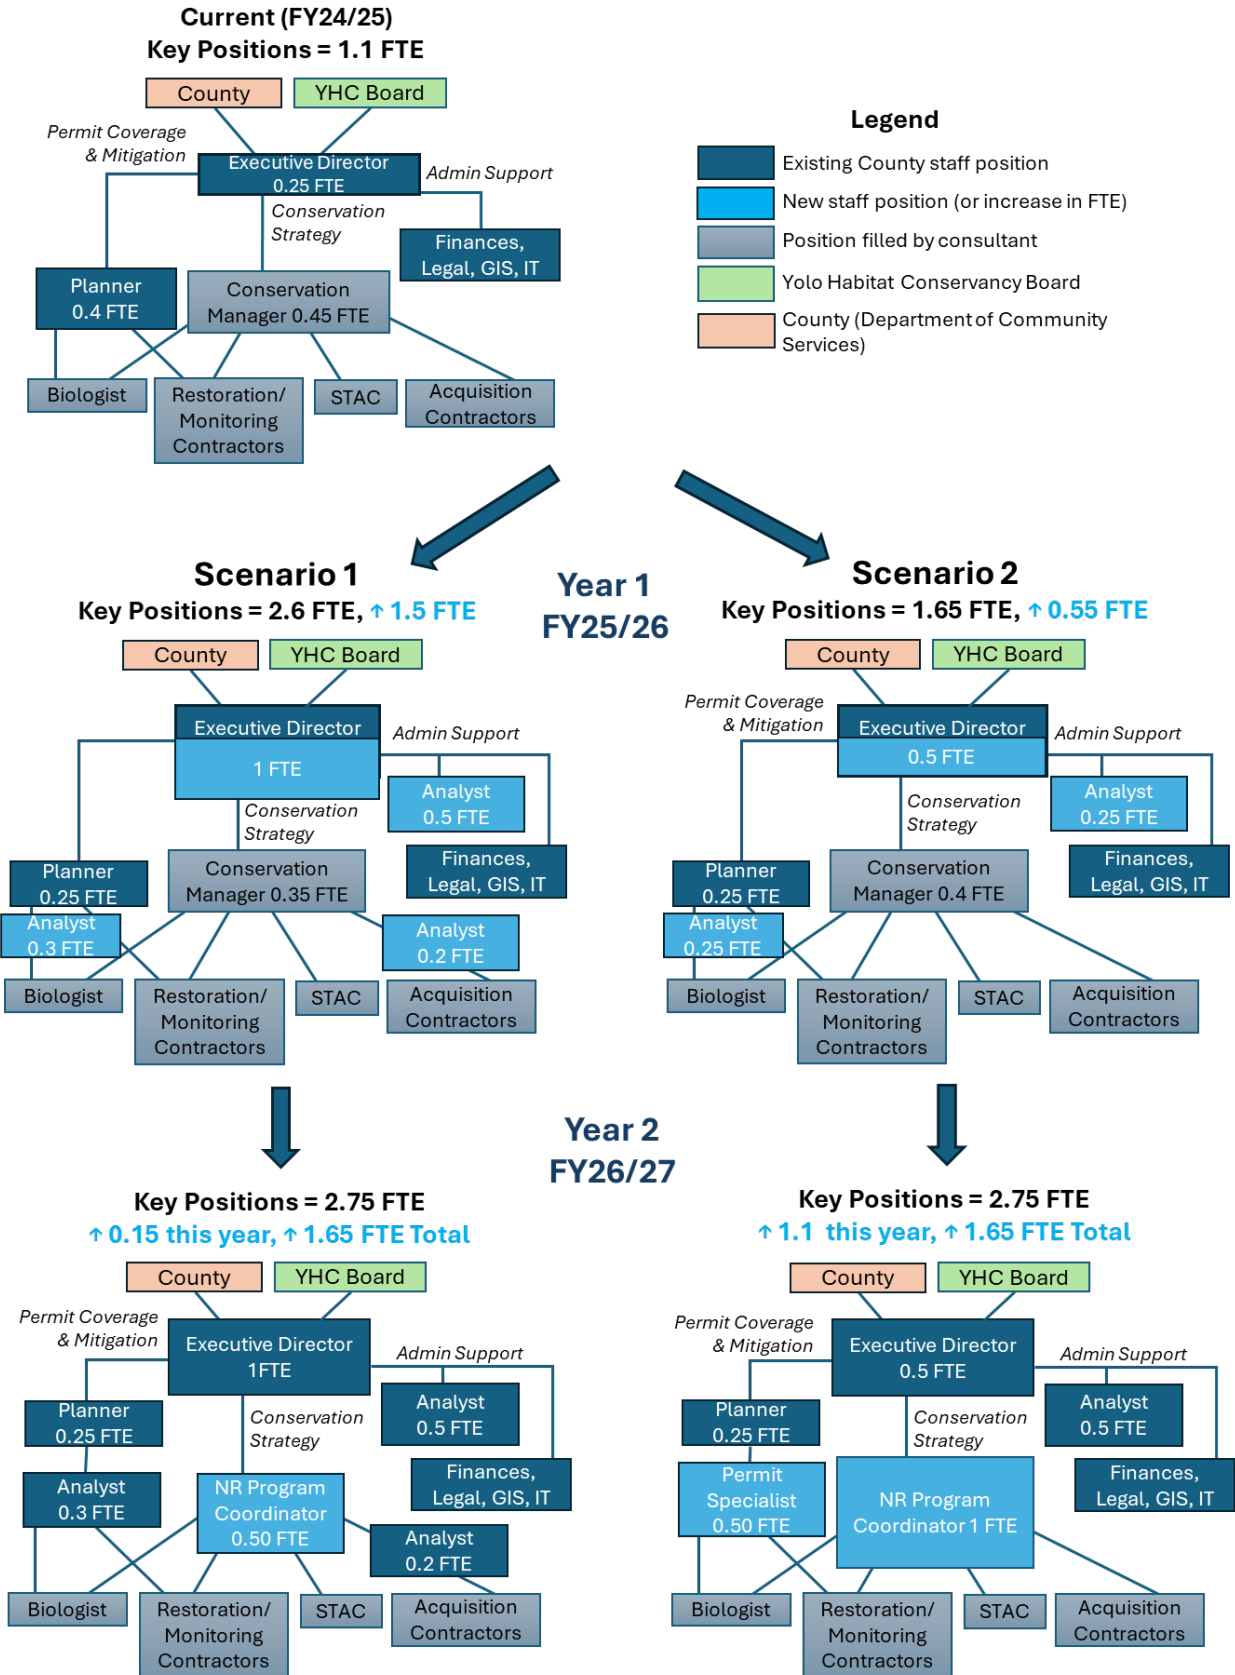 Current (FY24/25)
Key Positions = 1.1 FTE
County
YHC Board
Permit Coverage
& Mitigation
Executive Director
0.25 FTE
Admin Support
Conservation
Strategy
Finances,
Legal, GIS, IT
Planner
0.4 FTE
Conservation
Manager 0.45 FTE
Biologist
Restoration/
Monitoring
Contractors
STAC
Acquisition
Contractors
Legend
Existing County staff position
New staff position (or increase in FTE)
Position filled by consultant
Yolo Habitat Conservancy Board
County (Department of Community
Services)
Scenario 1
Key Positions = 2.6 FTE, ↑ 1.5 FTE
Year 1
FY25/26
Scenario 2
Key Positions = 1.65 FTE, ↑ 0.55 FTE
County
YHC Board
Executive Director
1 FTE
Admin Support
Analyst
0.5 FTE
Conservation
Strategy
Finances,
Legal, GIS, IT
Planner
0.25 FTE
Conservation
Manager 0.35 FTE
Analyst
0.3 FTE
Analyst
0.2 FTE
Biologist
Restoration/
Monitoring
Contractors
STAC
Acquisition
Contractors
County
YHC Board
Permit Coverage
& Mitigation
Executive Director
0.5 FTE
Admin Support
Analyst
0.25 FTE
Conservation
Strategy
Finances,
Legal, GIS, IT
Planner
0.25 FTE
Conservation
Manager 0.4 FTE
Analyst
0.25 FTE
Biologist
Restoration/
Monitoring
Contractors
STAC
Acquisition
Contractors
Year 2
FY26/27
Key Positions = 2.75 FTE
↑ 0.15 this year, ↑ 1.65 FTE Total
County
YHC Board
Permit Coverage
& Mitigation
Executive Director
1FTE
Admin Support
Analyst
0.5 FTE
Conservation
Strategy
Finances,
Legal, GIS, IT
Planner
0.25 FTE
Analyst
0.3 FTE
NR Program
Coordinator
0.50 FTE
Analyst
0.2 FTE
Biologist
Restoration/
Monitoring
Contractors
STAC
Acquisition
Contractors
Key Positions = 2.75 FTE
↑ 1.1 this year, ↑ 1.65 FTE Total
County
YHC Board
Permit Coverage
& Mitigation
Executive Director
0.5 FTE
Admin Support
Analyst
0.5 FTE
Conservation
Strategy
Finances,
Legal, GIS, IT
Planner
0.25 FTE
Permit
Specialist
0.50 FTE
NR Program
Coordinator 1 FTE
Biologist
Restoration/
Monitoring
Contractors
STAC
Acquisition
Contractors